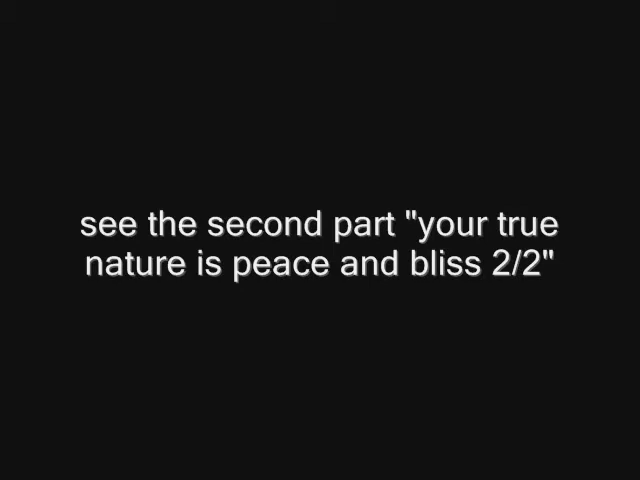 see the second part "your true
nature is peace and bliss 2/2"